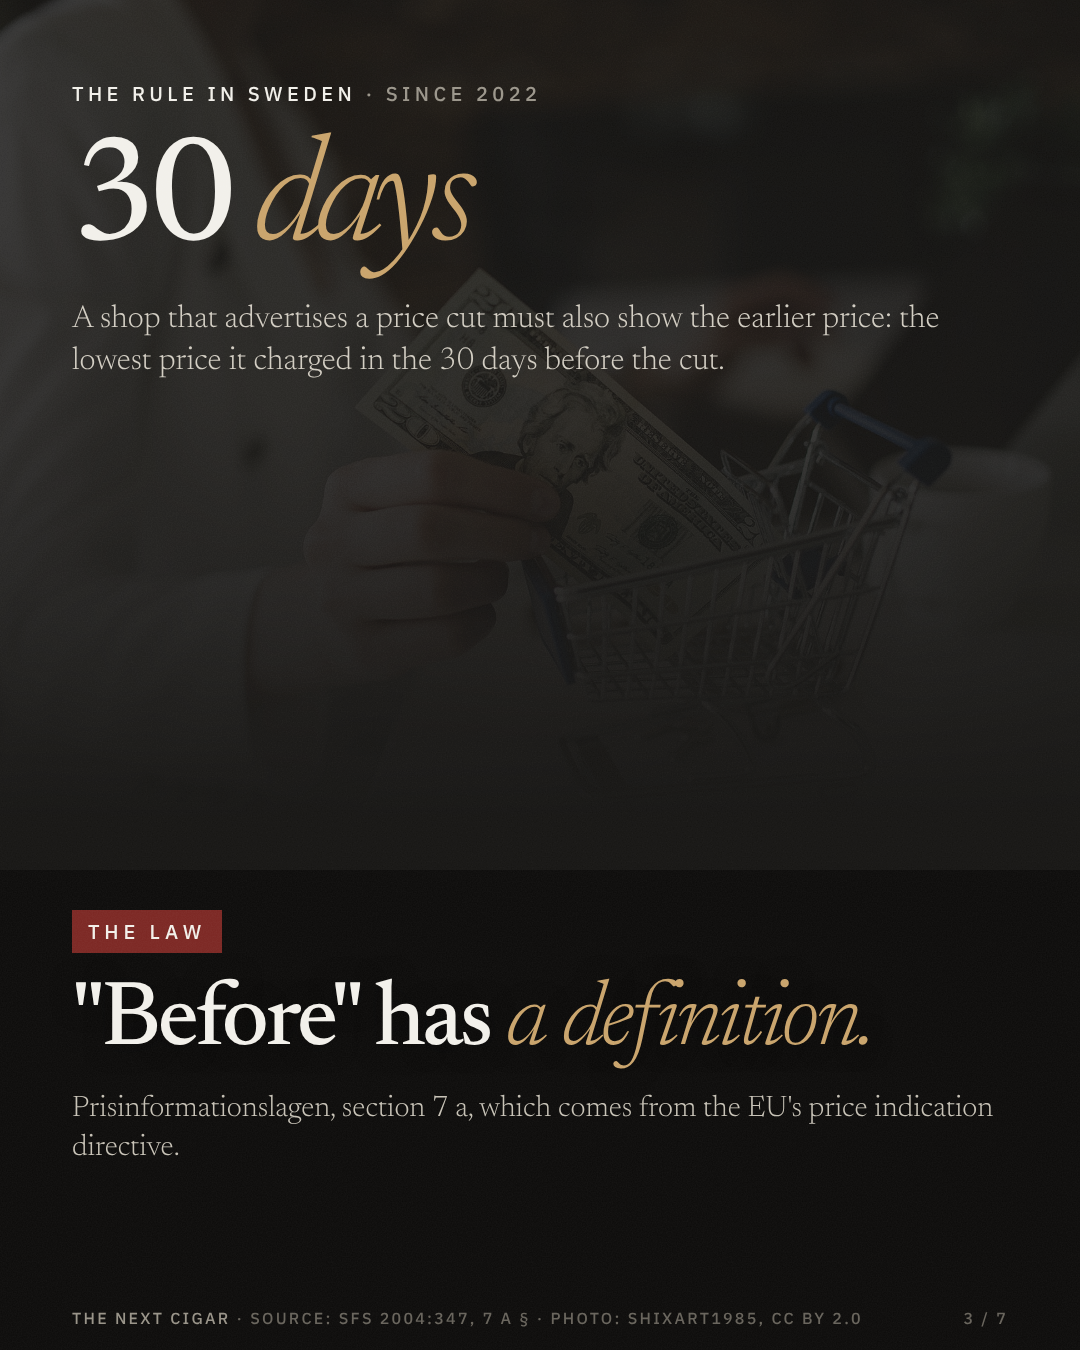 THE RULE IN SWEDEN · SINCE 2022
30 days
A shop that advertises a price cut must also show the earlier price: the
lowest price it charged in the 30 days before the cut.
THE LAW
"Before" has a definition.
Prisinformationslagen, section 7 a, which comes from the EU's price indication
directive.
THE NEXT CIGAR · SOURCE: SFS 2004:347, 7 A § · PHOTO: SHIXART1985, CC BY 2.0 3 / 7